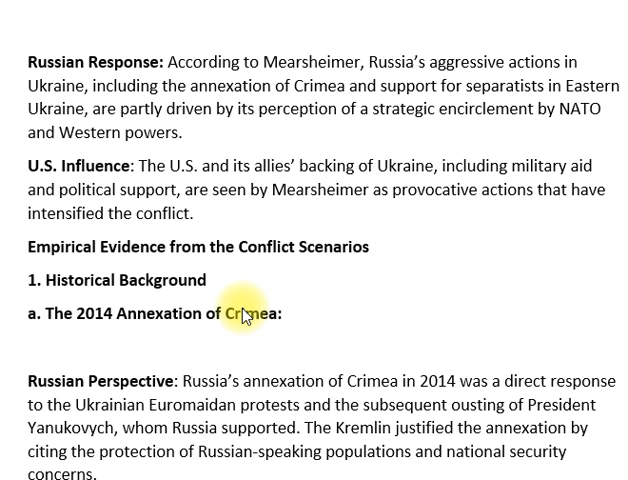 Russian Response: According to Mearsheimer, Russia’s aggressive actions in
Ukraine, including the annexation of Crimea and support for separatists in Eastern
Ukraine, are partly driven by its perception of a strategic encirclement by NATO
and Western powers.
U.S. Influence: The U.S. and its allies’ backing of Ukraine, including military aid
and political support, are seen by Mearsheimer as provocative actions that have
intensified the conflict.
Empirical Evidence from the Conflict Scenarios
1. Historical Background
a. The 2014 Annexation of Crimea:
Russian Perspective: Russia’s annexation of Crimea in 2014 was a direct response
to the Ukrainian Euromaidan protests and the subsequent ousting of President
Yanukovych, whom Russia supported. The Kremlin justified the annexation by
citing the protection of Russian-speaking populations and national security
concerns.